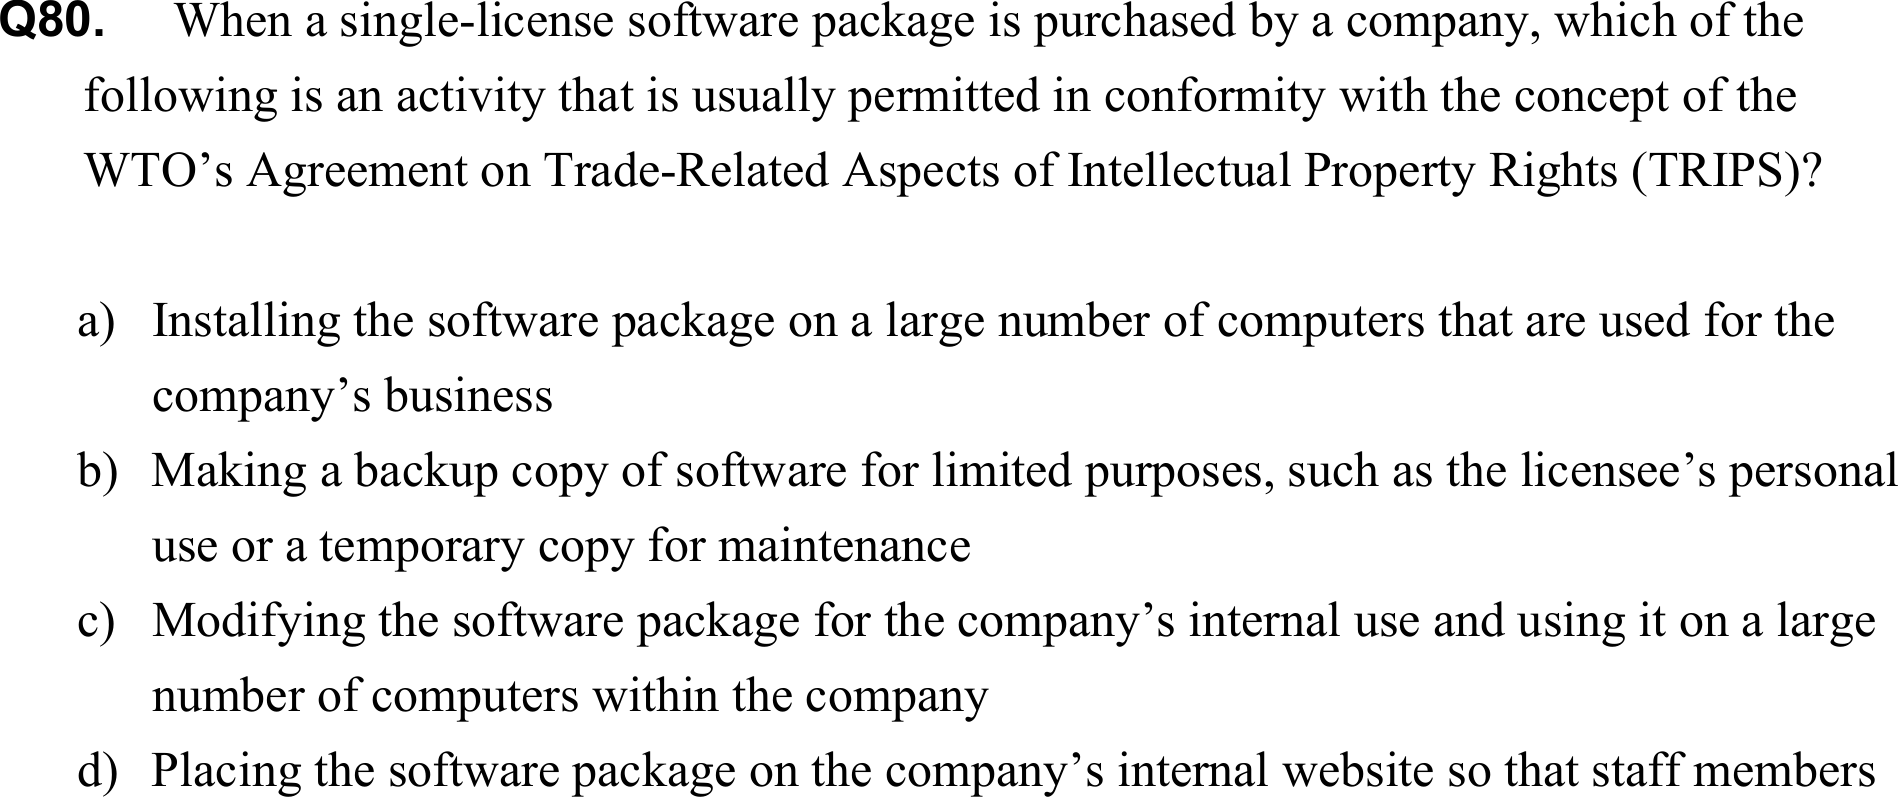 Q80. When a single-license software package is purchased by a company, which of the
following is an activity that is usually permitted in conformity with the concept of the
WTO’s Agreement on Trade-Related Aspects of Intellectual Property Rights (TRIPS)?
a) Installing the software package on a large number of computers that are used for the
company’s business
b) Making a backup copy of software for limited purposes, such as the licensee’s personal
use or a temporary copy for maintenance
c) Modifying the software package for the company’s internal use and using it on a large
number of computers within the company
d) Placing the software package on the company’s internal website so that staff members